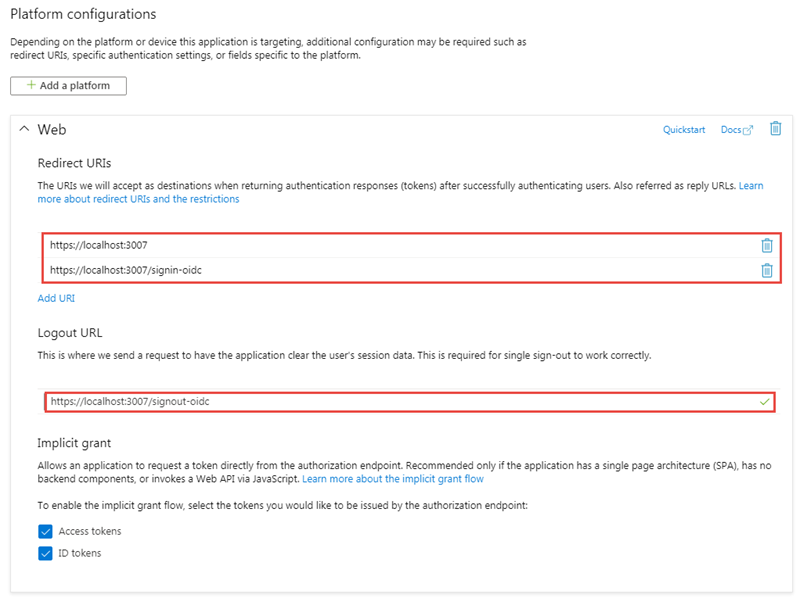 Platform configurations
Depending on the platform or device this application is targeting, additional configuration may be required such as
redirect URIs, specific authentication settings, or fields specific to the platform.
+ Add a platform
Web
Quickstart
Docs
Redirect URIs
The URIs we will accept as destinations when returning authentication responses (tokens) after successfully authenticating users. Also referred as reply URLs. Learn
more about redirect URIs and the restrictions
https://localhost:3007
https://localhost:3007/signin-oidc
Add URI
Logout URL
This is where we send a request to have the application clear the user's session data. This is required for single sign-out to work correctly.
https://localhost:3007/signout-oidc
Implicit grant
Allows an application to request a token directly from the authorization endpoint. Recommended only if the application has a single page architecture (SPA), has no
backend components, or invokes a Web API via JavaScript. Learn more about the implicit grant flow
To enable the implicit grant flow, select the tokens you would like to be issued by the authorization endpoint:
Access tokens
ID tokens